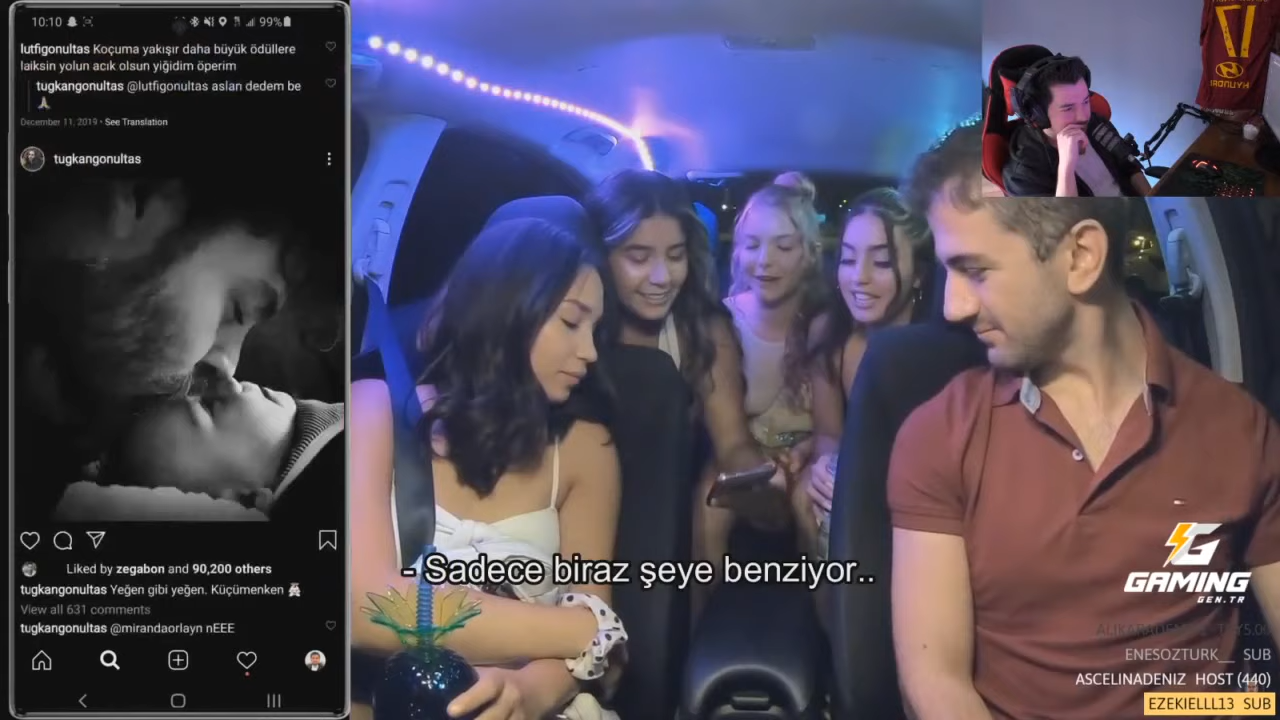 10:10
99%
lutfigonultas Koçuma yakışır daha büyük ödüllere
laiksin yolun acık olsun yiğidim öperim
tugkangonultas @lutfigonultas aslan dedem be
December 11, 2019 • See Translation
tugkangonultas
Liked by zegabon and 90,200 others
tugkangonultas Yeğen gibi yeğen. Küçümenken
View all 631 comments
tugkangonultas @mirandaorlayn nEEE
- Sadece biraz şeye benziyor..
GAMING
GEN.TR
ENESOZTURK__ SUB
ASCELINADENIZ HOST (440)
EZEKIELLL13 SUB